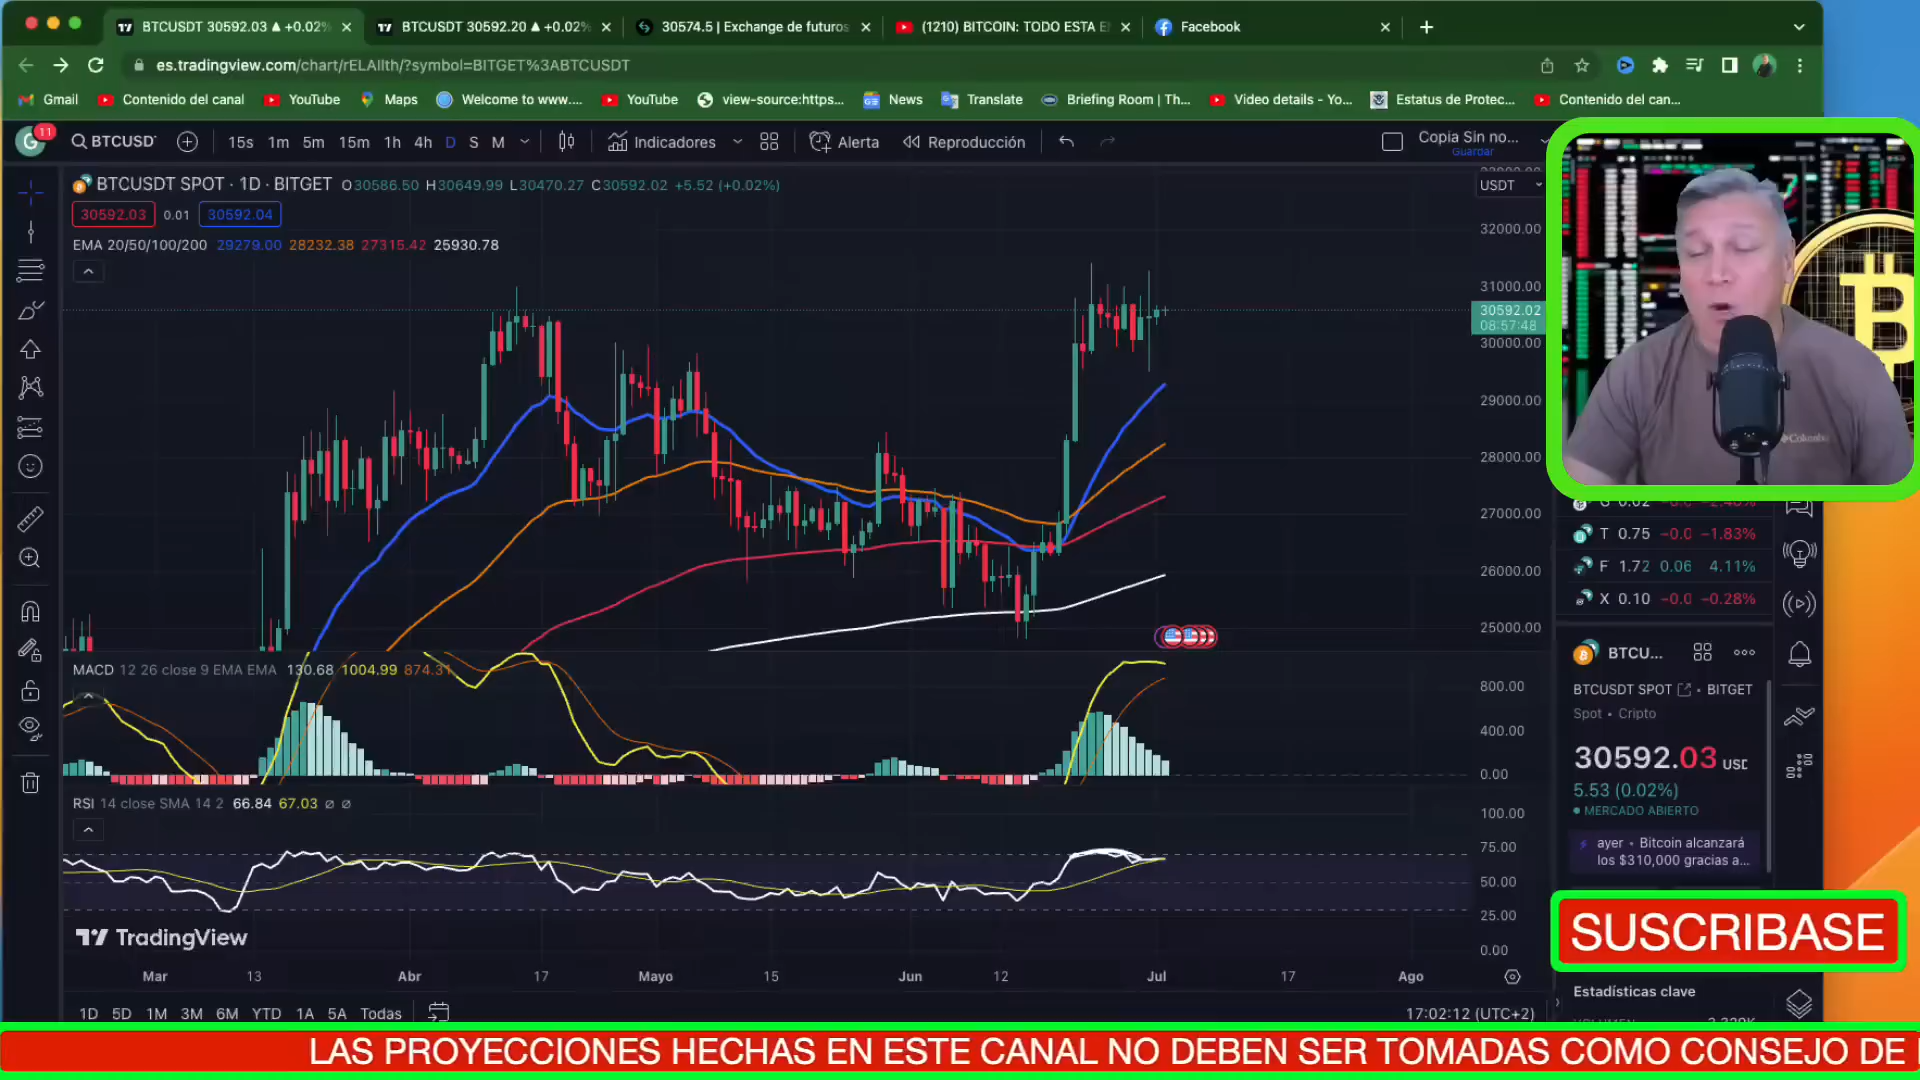 BTCUSDT 30592.03 ▲ +0.02%
BTCUSDT 30592.20 ▲ +0.02%
30574.5 | Exchange de futuros
(1210) BITCOIN: TODO ESTA E
Facebook
es.tradingview.com/chart/rELAllth/?symbol=BITGET%3ABTCUSDT
Gmail
Contenido del canal
YouTube
Maps
Welcome to www....
YouTube
view-source:https...
News
Translate
Briefing Room | Th...
Video details - Yo...
Estatus de Protec...
Contenido del can...
G 11
BTCUSD
15s 1m 5m 15m 1h 4h D S M
Indicadores
Alerta
Reproducción
Copia Sin no...
Guardar
BTCUSDT SPOT · 1D · BITGET O30586.50 H30649.99 L30470.27 C30592.02 +5.52 (+0.02%)
USDT
30592.03 0.01 30592.04
EMA 20/50/100/200 29279.00 28232.38 27315.42 25930.78
32000.00
31000.00
30592.02
08:57:48
30000.00
29000.00
28000.00
27000.00
26000.00
25000.00
MACD 12 26 close 9 EMA EMA 130.68 1004.99 874.31
800.00
400.00
0.00
RSI 14 close SMA 14 2 66.84 67.03 ∅ ∅
100.00
75.00
50.00
25.00
0.00
TradingView
Mar 13 Abr 17 Mayo 15 Jun 12 Jul 17 Ago
1D 5D 1M 3M 6M YTD 1A 5A Todas
17:02:12 (UTC+2)
Columbia
T 0.75 −0.0 −1.83%
F 1.72 0.06 4.11%
X 0.10 −0.0 −0.28%
BTCU...
BTCUSDT SPOT • BITGET
Spot • Cripto
30592.03
5.53 (0.02%)
MERCADO ABIERTO
ayer • Bitcoin alcanzará
los $310,000 gracias a...
SUSCRIBASE
Estadísticas clave
LAS PROYECCIONES HECHAS EN ESTE CANAL NO DEBEN SER TOMADAS COMO CONSEJO DE